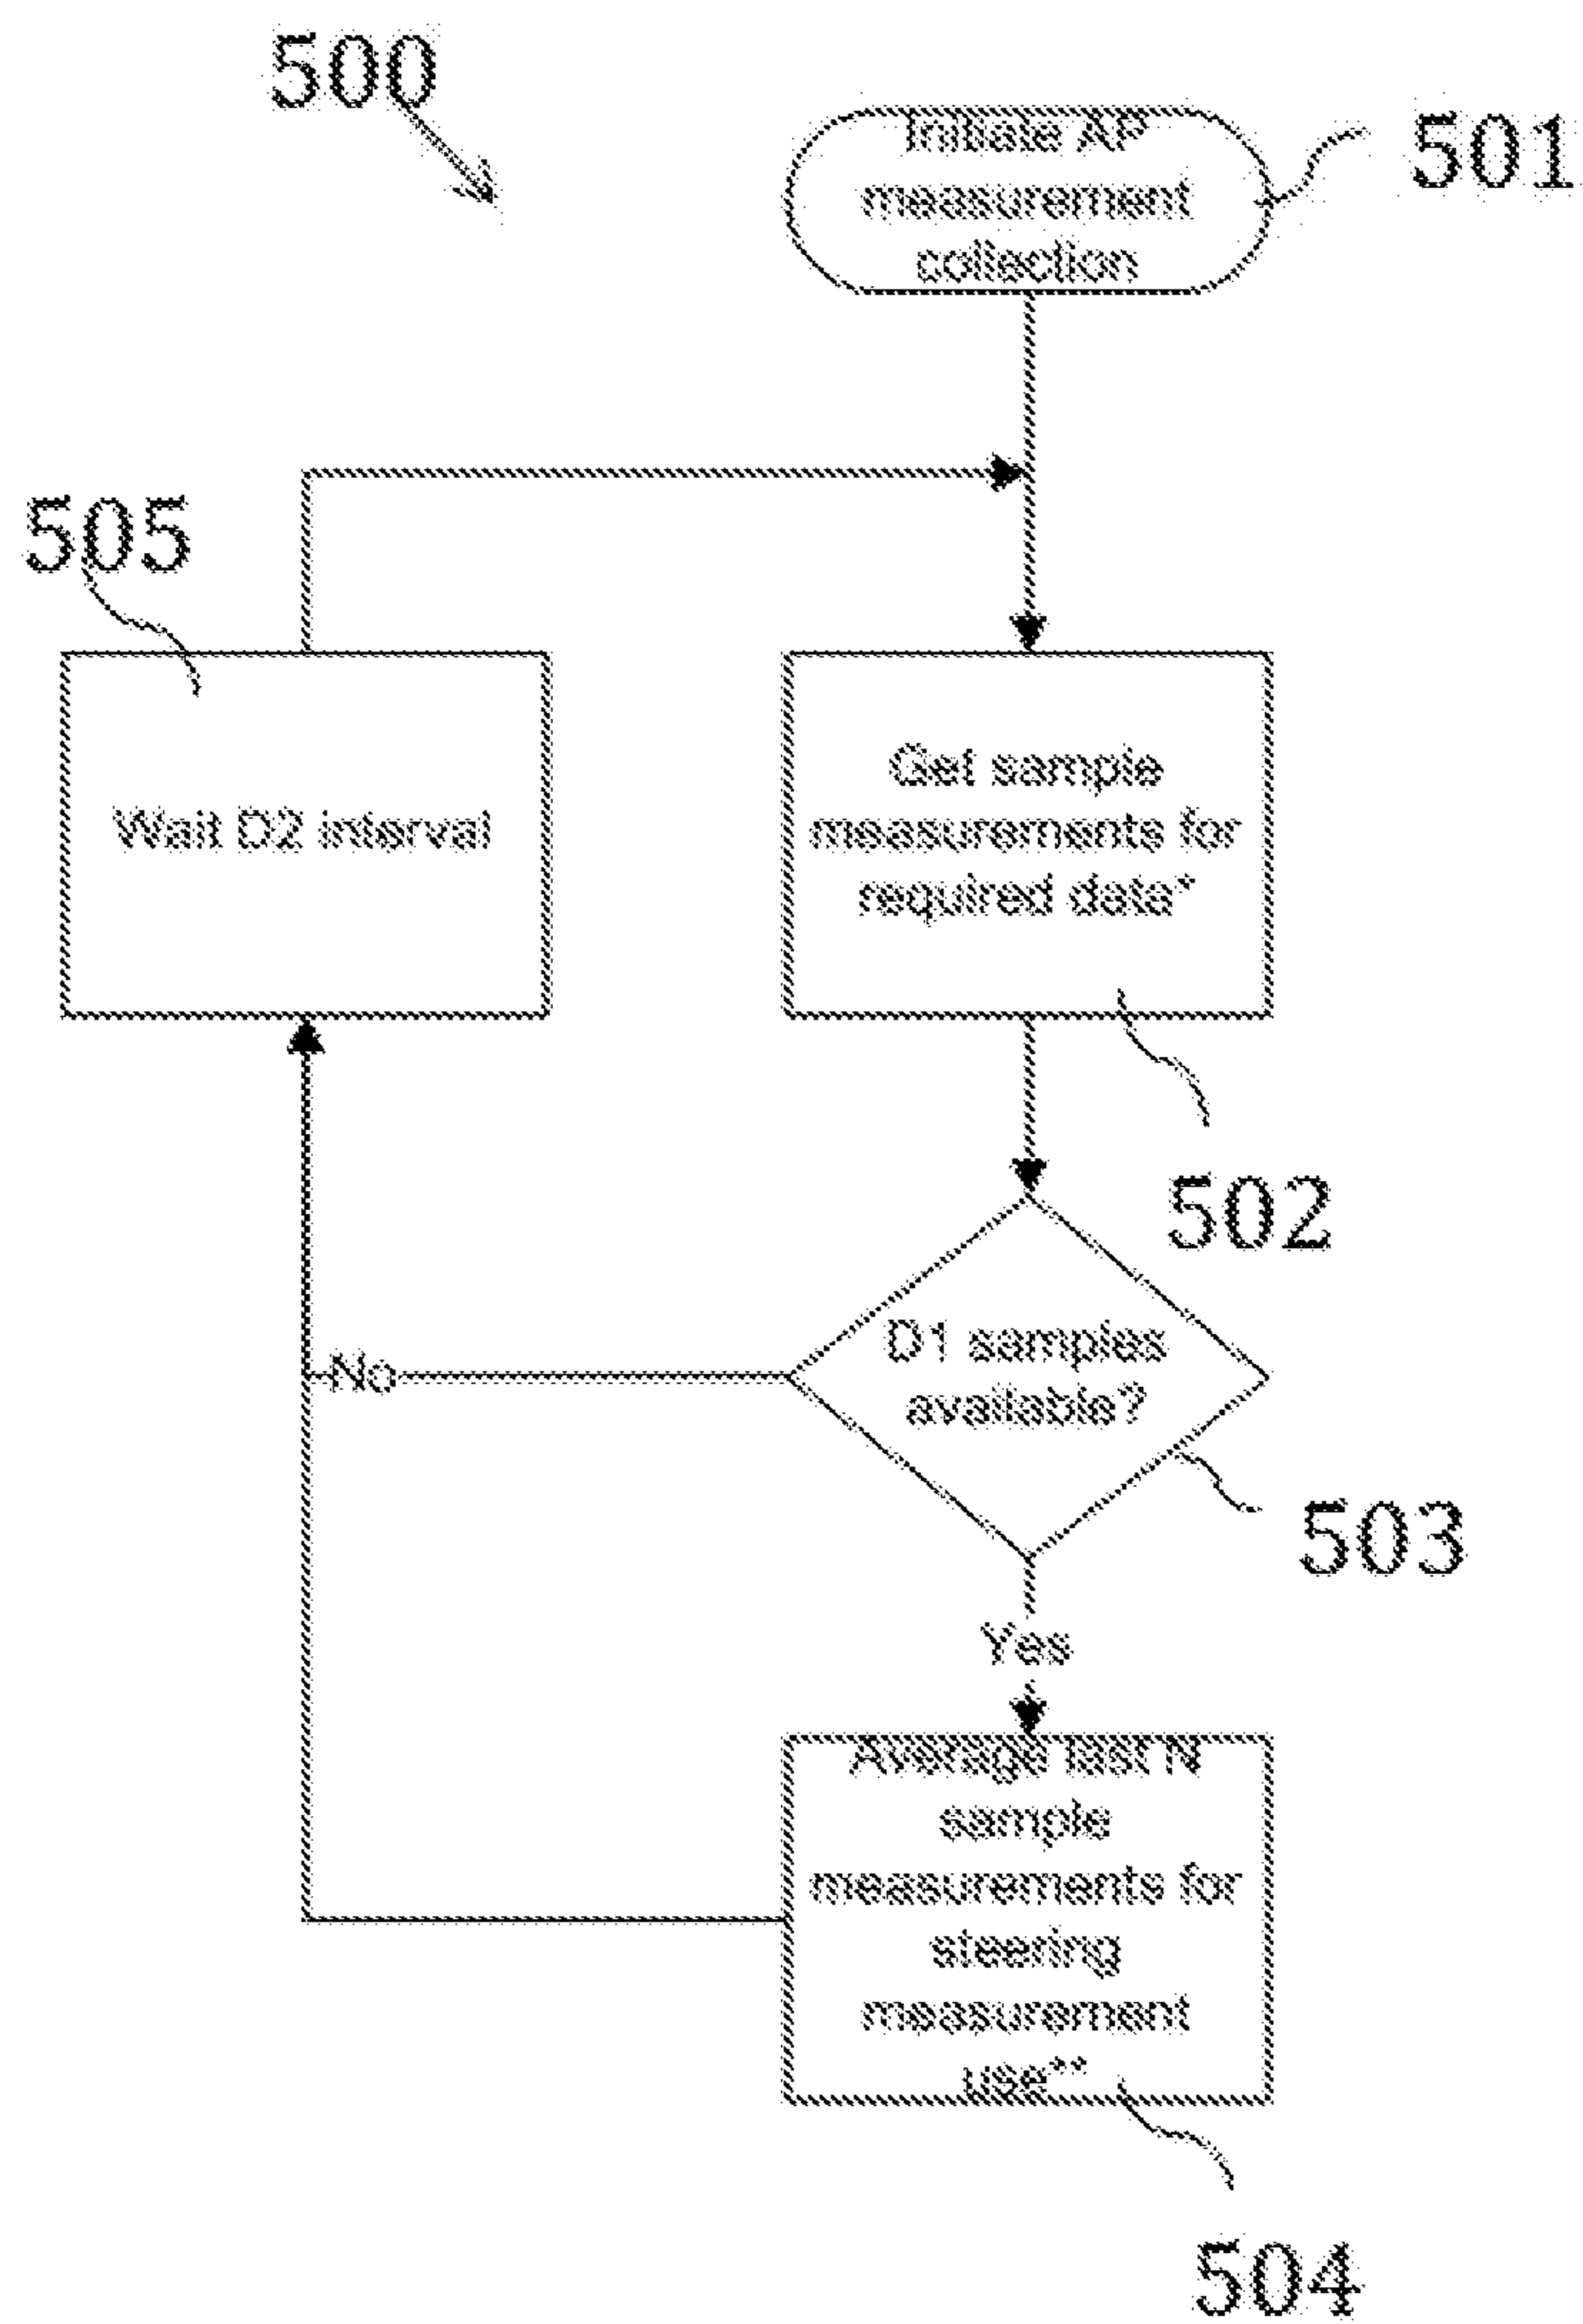 500
Initiate AP
measurement
collection
501
505
Wait D2 interval
Get sample
measurements for
required data*
502
D1 samples
available?
No
503
Yes
Average last N
sample
measurements for
steering
measurement
use**
504